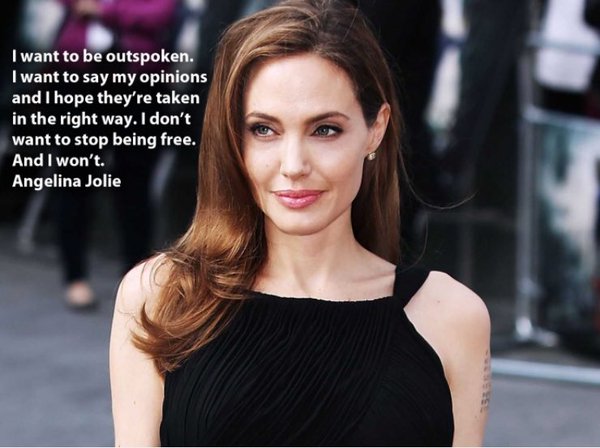 I want to be outspoken.
I want to say my opinions
and I hope they're taken
in the right way. I don't
want to stop being free.
And I won't.
Angelina Jolie